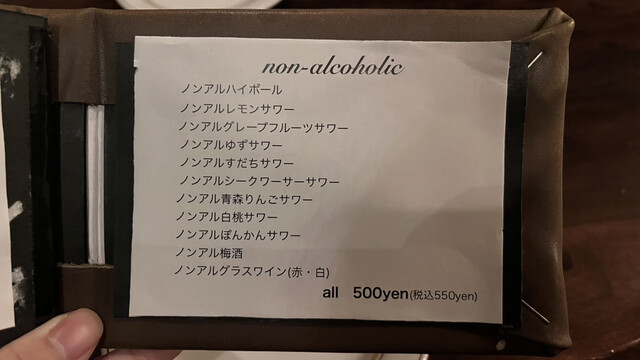 non-alcoholic
ノンアルハイボール
ノンアルレモンサワー
ノンアルグレープフルーツサワー
ノンアルゆずサワー
ノンアルすだちサワー
ノンアルシークワーサーサワー
ノンアル青森りんごサワー
ノンアル白桃サワー
ノンアルぽんかんサワー
ノンアル梅酒
ノンアルグラスワイン(赤・白)
all 500yen(税込550yen)